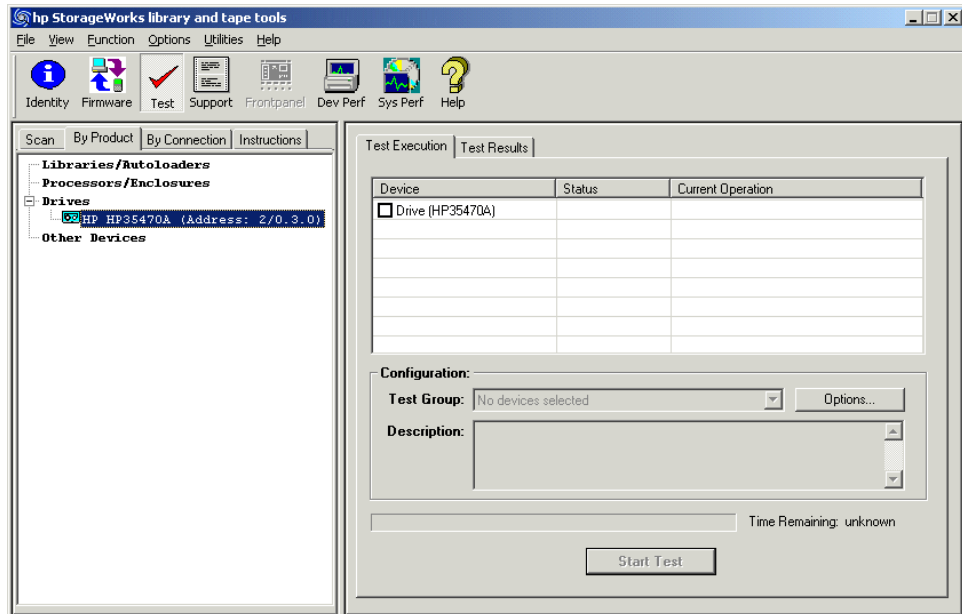 hp StorageWorks library and tape tools
File View Function Options Utilities Help
Identity Firmware Test Support Frontpanel Dev Perf Sys Perf Help
Scan By Product By Connection Instructions
Libraries/Autoloaders
Processors/Enclosures
Drives
HP HP35470A (Address: 2/0.3.0)
Other Devices
Test Execution Test Results
Device Status Current Operation
Drive (HP35470A)
Configuration:
Test Group: No devices selected Options...
Description:
Time Remaining: unknown
Start Test